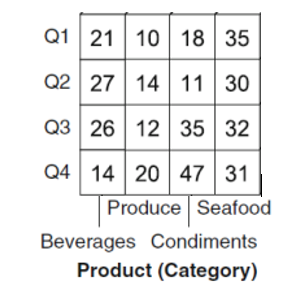 Q1 21 10 18 35
Q2 27 14 11 30
Q3 26 12 35 32
Q4 14 20 47 31
Produce Seafood
Beverages Condiments
Product (Category)